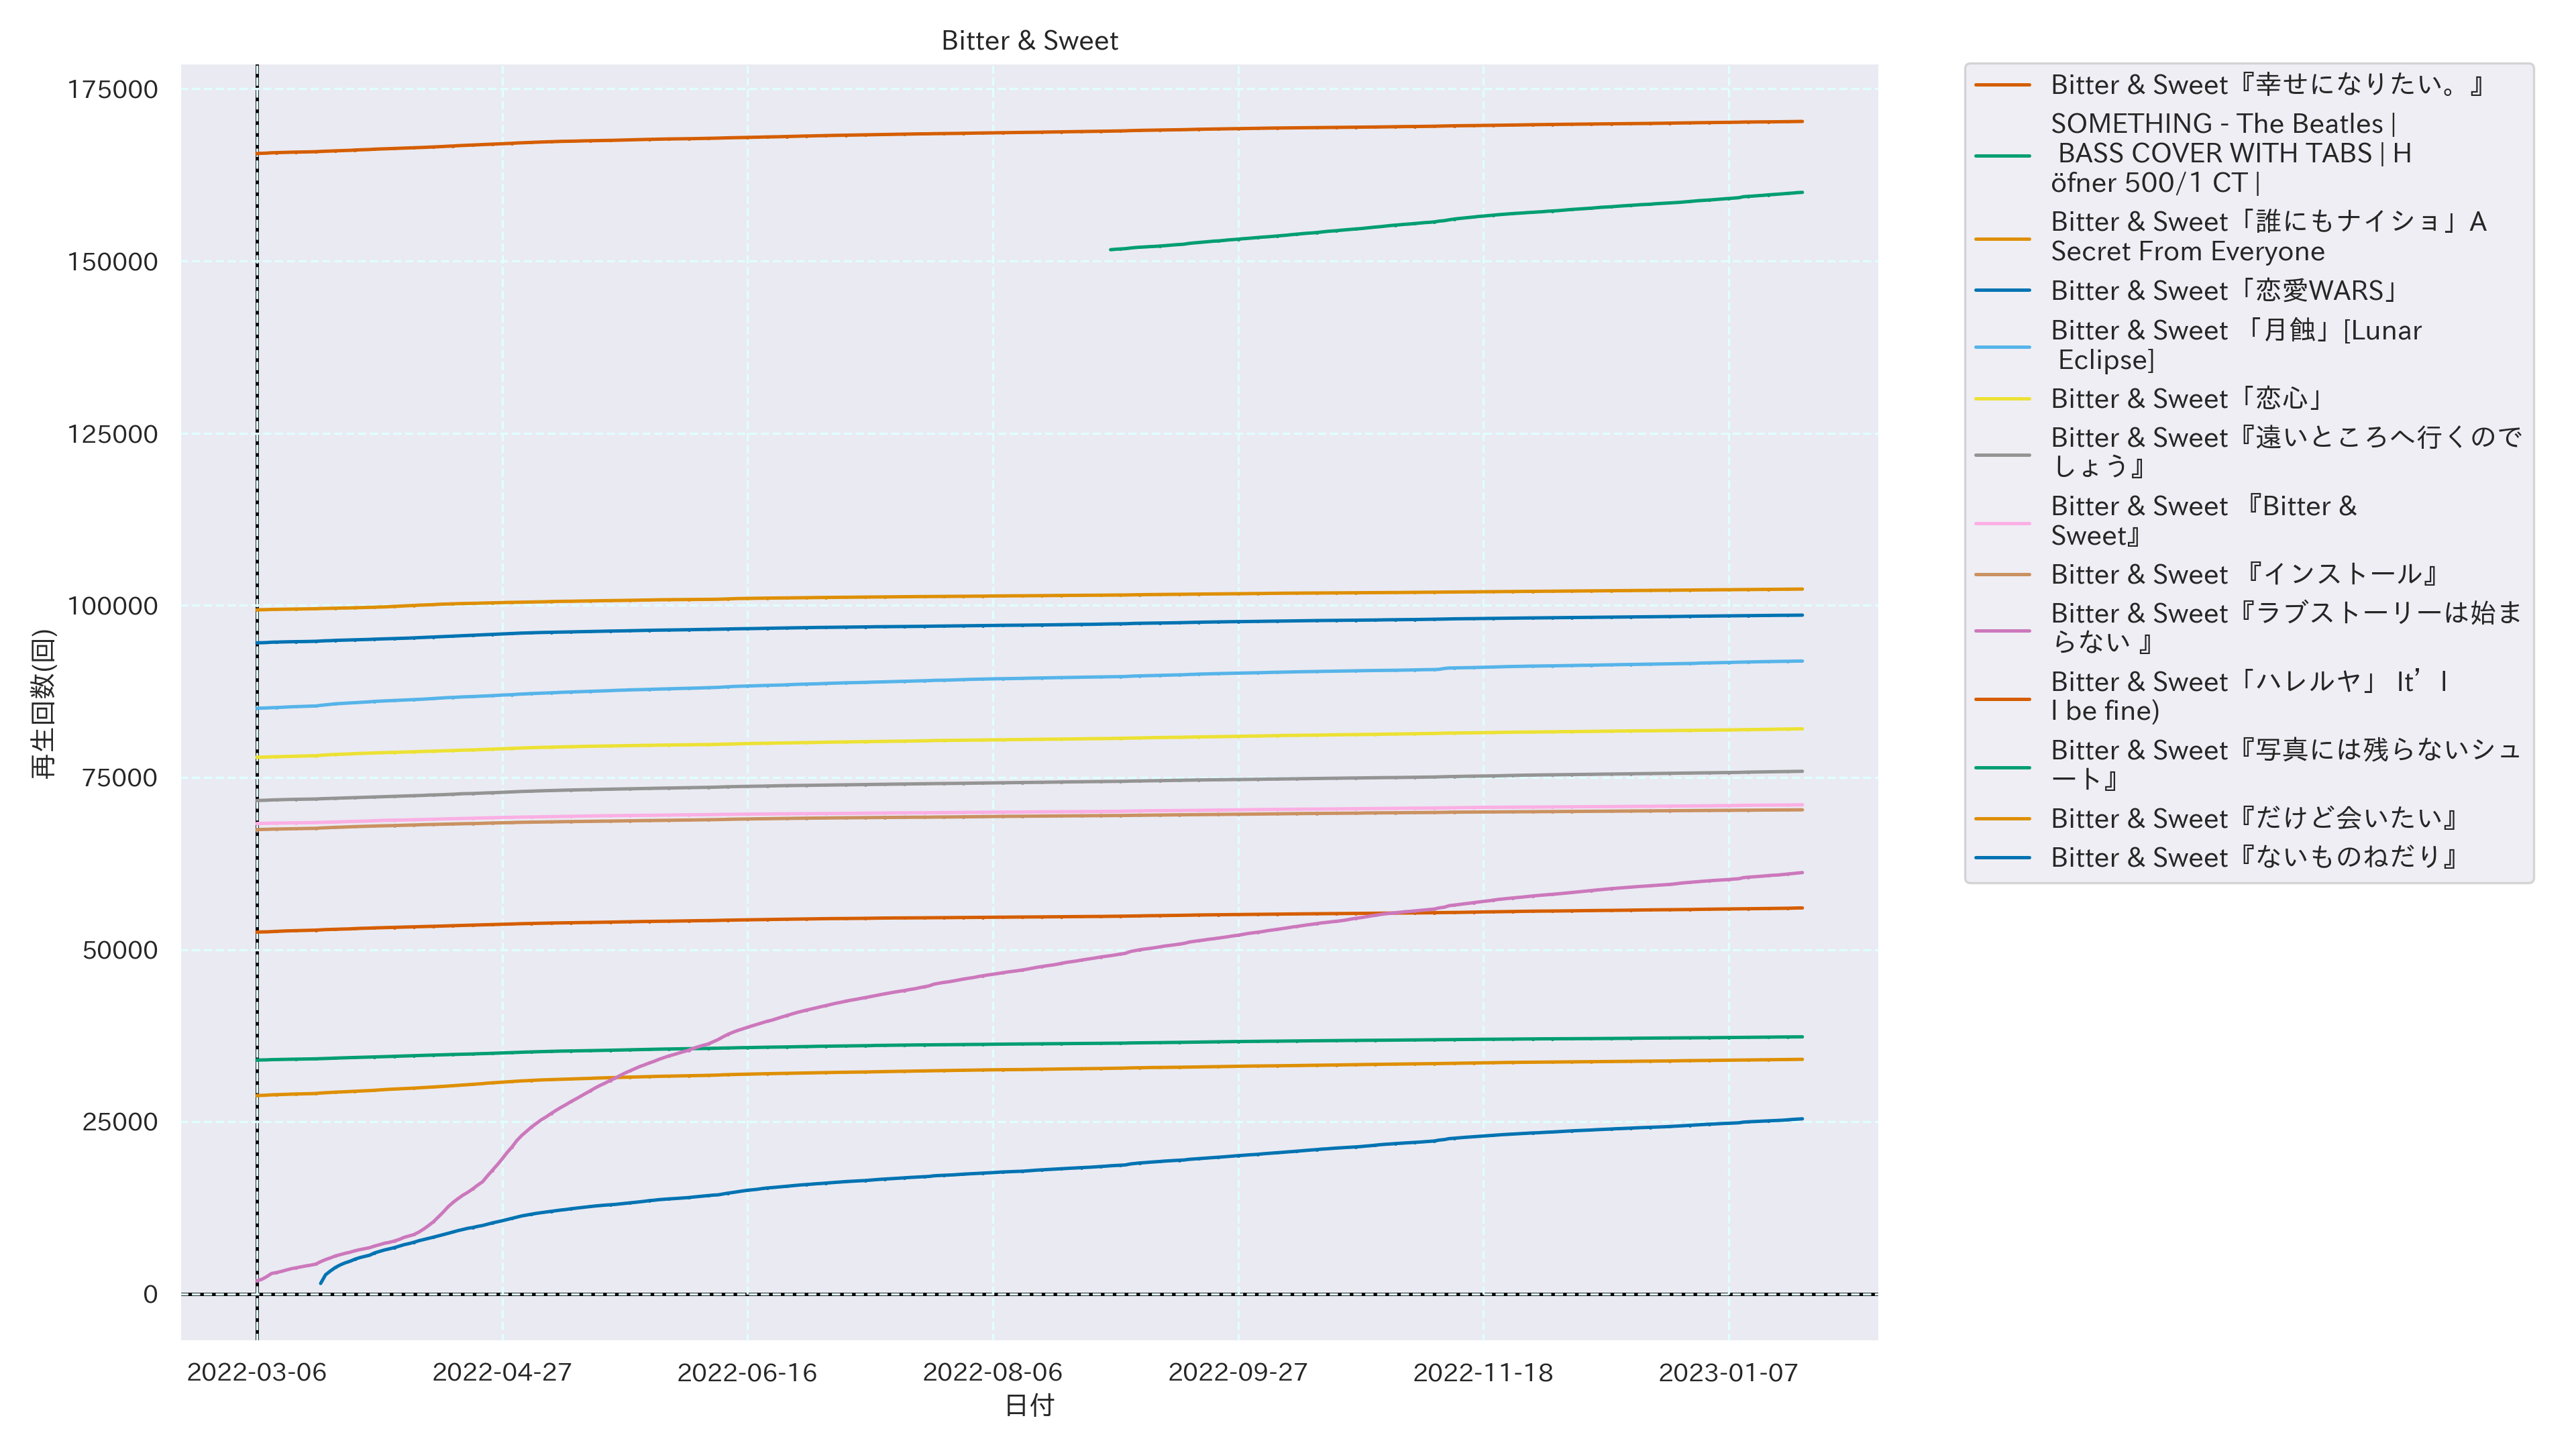 Bitter & Sweet
175000
150000
125000
100000
75000
50000
25000
0
再生回数(回)
2022-03-06
2022-04-27
2022-06-16
2022-08-06
2022-09-27
2022-11-18
2023-01-07
日付
Bitter & Sweet『幸せになりたい。』
SOMETHING - The Beatles |
BASS COVER WITH TABS | H
öfner 500/1 CT |
Bitter & Sweet「誰にもナイショ」A
Secret From Everyone
Bitter & Sweet「恋愛WARS」
Bitter & Sweet 「月蝕」[Lunar
Eclipse]
Bitter & Sweet「恋心」
Bitter & Sweet『遠いところへ行くので
しょう』
Bitter & Sweet 『Bitter &
Sweet』
Bitter & Sweet 『インストール』
Bitter & Sweet『ラブストーリーは始ま
らない 』
Bitter & Sweet「ハレルヤ」 It’l
l be fine)
Bitter & Sweet『写真には残らないシュ
ート』
Bitter & Sweet『だけど会いたい』
Bitter & Sweet『ないものねだり』